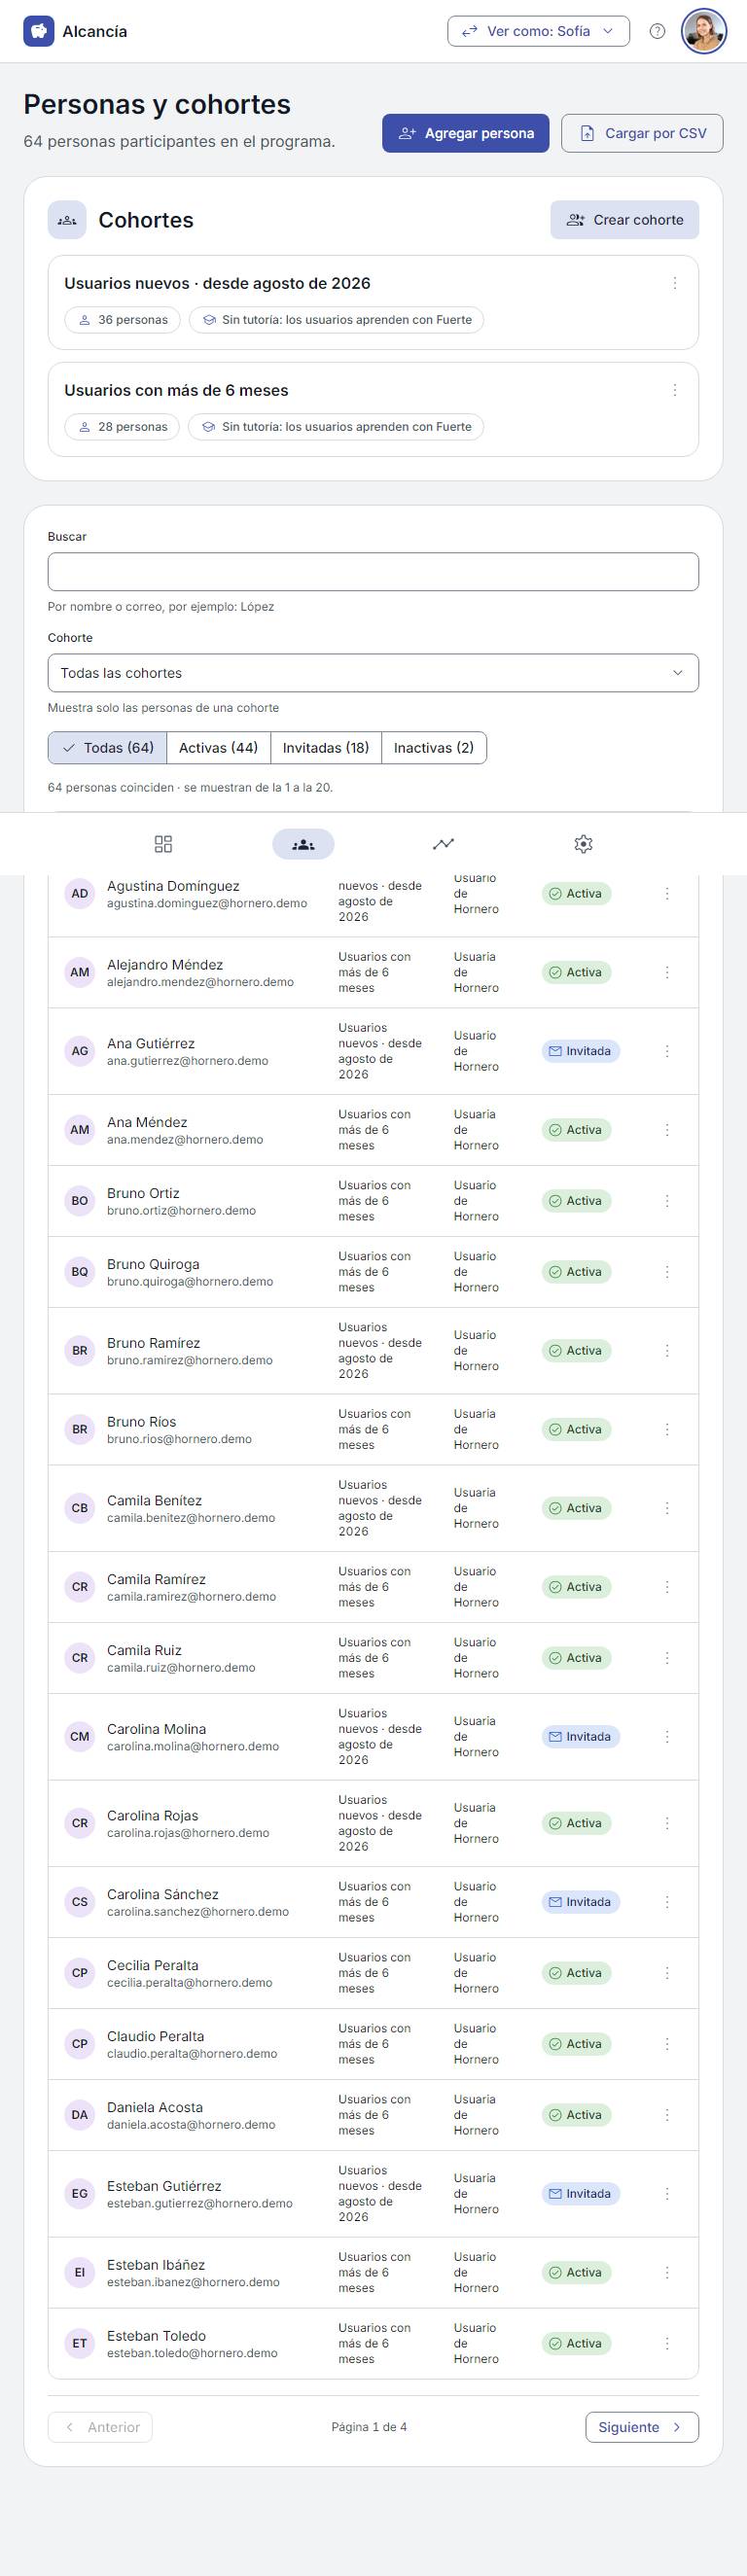 Alcancía
Ver como: Sofía
Personas y cohortes
64 personas participantes en el programa.
Agregar persona
Cargar por CSV
Cohortes
Crear cohorte
Usuarios nuevos · desde agosto de 2026
36 personas
Sin tutoría: los usuarios aprenden con Fuerte
Usuarios con más de 6 meses
28 personas
Sin tutoría: los usuarios aprenden con Fuerte
Buscar
Por nombre o correo, por ejemplo: López
Cohorte
Todas las cohortes
Muestra solo las personas de una cohorte
Todas (64)
Activas (44)
Invitadas (18)
Inactivas (2)
64 personas coinciden · se muestran de la 1 a la 20.
AD
Agustina Domínguez
agustina.dominguez@hornero.demo
nuevos · desde
agosto de
2026
Usuario
de
Hornero
Activa
AM
Alejandro Méndez
alejandro.mendez@hornero.demo
Usuarios con
más de 6
meses
Usuaria
de
Hornero
Activa
AG
Ana Gutiérrez
ana.gutierrez@hornero.demo
Usuarios
nuevos · desde
agosto de
2026
Usuario
de
Hornero
Invitada
AM
Ana Méndez
ana.mendez@hornero.demo
Usuarios con
más de 6
meses
Usuaria
de
Hornero
Activa
BO
Bruno Ortiz
bruno.ortiz@hornero.demo
Usuarios con
más de 6
meses
Usuario
de
Hornero
Activa
BQ
Bruno Quiroga
bruno.quiroga@hornero.demo
Usuarios con
más de 6
meses
Usuario
de
Hornero
Activa
BR
Bruno Ramírez
bruno.ramirez@hornero.demo
Usuarios
nuevos · desde
agosto de
2026
Usuario
de
Hornero
Activa
BR
Bruno Ríos
bruno.rios@hornero.demo
Usuarios con
más de 6
meses
Usuaria
de
Hornero
Activa
CB
Camila Benítez
camila.benitez@hornero.demo
Usuarios
nuevos · desde
agosto de
2026
Usuaria
de
Hornero
Activa
CR
Camila Ramírez
camila.ramirez@hornero.demo
Usuarios con
más de 6
meses
Usuario
de
Hornero
Activa
CR
Camila Ruiz
camila.ruiz@hornero.demo
Usuarios con
más de 6
meses
Usuario
de
Hornero
Activa
CM
Carolina Molina
carolina.molina@hornero.demo
Usuarios
nuevos · desde
agosto de
2026
Usuaria
de
Hornero
Invitada
CR
Carolina Rojas
carolina.rojas@hornero.demo
Usuarios
nuevos · desde
agosto de
2026
Usuaria
de
Hornero
Activa
CS
Carolina Sánchez
carolina.sanchez@hornero.demo
Usuarios con
más de 6
meses
Usuario
de
Hornero
Invitada
CP
Cecilia Peralta
cecilia.peralta@hornero.demo
Usuarios con
más de 6
meses
Usuario
de
Hornero
Activa
CP
Claudio Peralta
claudio.peralta@hornero.demo
Usuarios con
más de 6
meses
Usuario
de
Hornero
Activa
DA
Daniela Acosta
daniela.acosta@hornero.demo
Usuarios con
más de 6
meses
Usuaria
de
Hornero
Activa
EG
Esteban Gutiérrez
esteban.gutierrez@hornero.demo
Usuarios
nuevos · desde
agosto de
2026
Usuaria
de
Hornero
Invitada
EI
Esteban Ibáñez
esteban.ibanez@hornero.demo
Usuarios con
más de 6
meses
Usuario
de
Hornero
Activa
ET
Esteban Toledo
esteban.toledo@hornero.demo
Usuarios con
más de 6
meses
Usuario
de
Hornero
Activa
Anterior
Página 1 de 4
Siguiente